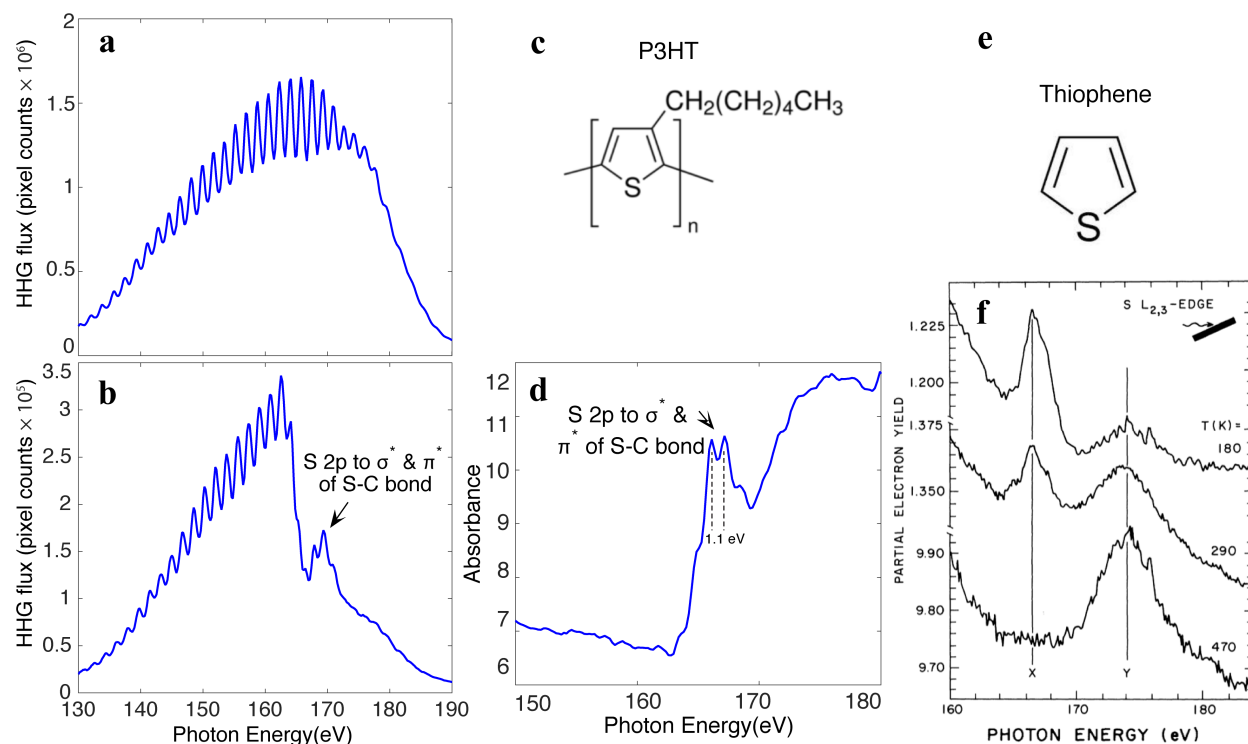 a
HHG flux (pixel counts × 10⁶)
2
1.5
1
0.5
0
b
HHG flux (pixel counts × 10⁵)
3.5
3
2.5
2
1.5
1
0.5
0
S 2p to σ* & π*
of S-C bond
130 140 150 160 170 180 190
Photon Energy(eV)
c
P3HT
CH₂(CH₂)₄CH₃
S
n
d
S 2p to σ* &
π* of S-C bond
1.1 eV
Absorbance
12
11
10
9
8
7
6
160 170 180
Photon Energy(eV)
e
Thiophene
S
f
S L₂,₃-EDGE
PARTIAL ELECTRON YIELD
1.225
1.200
1.375
1.350
9.90
9.80
9.70
T(K)=
180
290
470
X
Y
160 170 180
PHOTON ENERGY (eV)